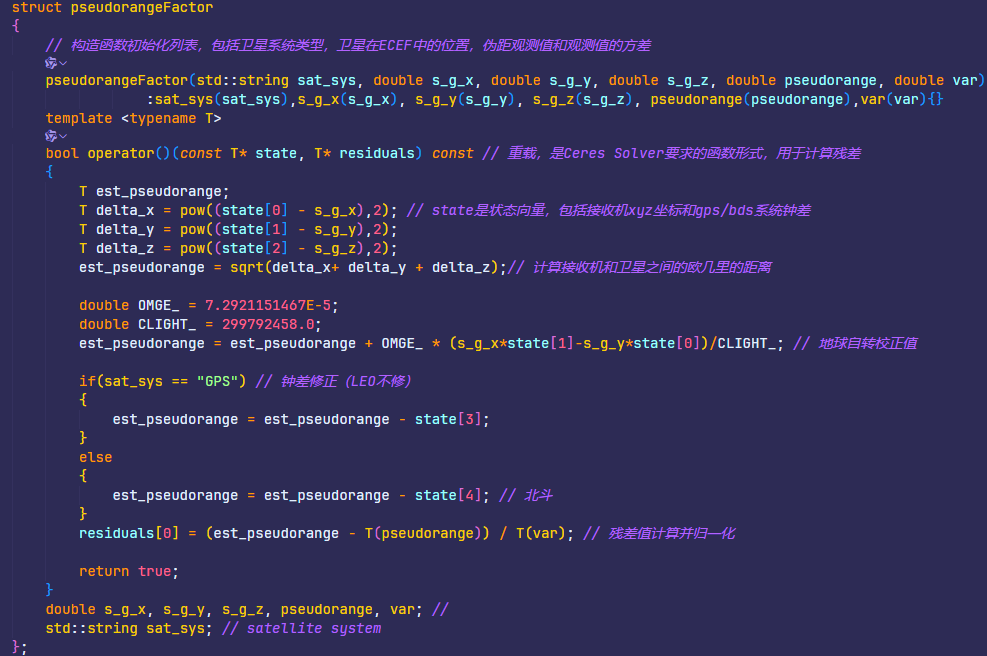 struct pseudorangeFactor
{
// 构造函数初始化列表，包括卫星系统类型，卫星在ECEF中的位置，伪距观测值和观测值的方差
pseudorangeFactor(std::string sat_sys, double s_g_x, double s_g_y, double s_g_z, double pseudorange, double var)
:sat_sys(sat_sys),s_g_x(s_g_x), s_g_y(s_g_y), s_g_z(s_g_z), pseudorange(pseudorange),var(var){}
template <typename T>
bool operator()(const T* state, T* residuals) const // 重载，是Ceres Solver要求的函数形式，用于计算残差
{
T est_pseudorange;
T delta_x = pow((state[0] - s_g_x),2); // state是状态向量，包括接收机xyz坐标和gps/bds系统钟差
T delta_y = pow((state[1] - s_g_y),2);
T delta_z = pow((state[2] - s_g_z),2);
est_pseudorange = sqrt(delta_x+ delta_y + delta_z);// 计算接收机和卫星之间的欧几里的距离
double OMGE_ = 7.2921151467E-5;
double CLIGHT_ = 299792458.0;
est_pseudorange = est_pseudorange + OMGE_ * (s_g_x*state[1]-s_g_y*state[0])/CLIGHT_; // 地球自转校正值
if(sat_sys == "GPS") // 钟差修正（LEO不修）
{
est_pseudorange = est_pseudorange - state[3];
}
else
{
est_pseudorange = est_pseudorange - state[4]; // 北斗
}
residuals[0] = (est_pseudorange - T(pseudorange)) / T(var); // 残差值计算并归一化
return true;
}
double s_g_x, s_g_y, s_g_z, pseudorange, var; //
std::string sat_sys; // satellite system
};